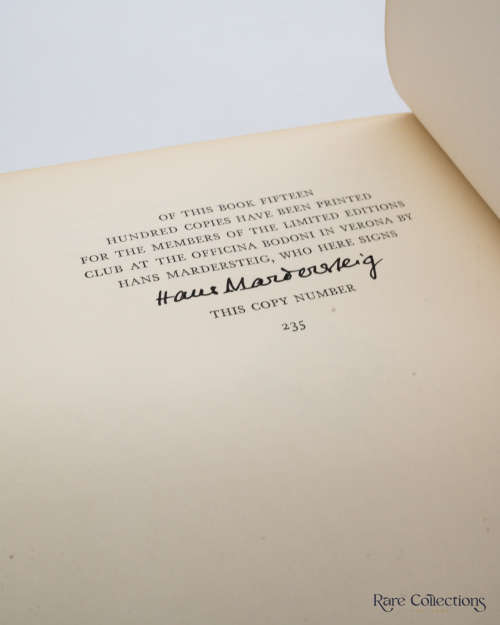 OF THIS BOOK FIFTEEN
HUNDRED COPIES HAVE BEEN PRINTED
FOR THE MEMBERS OF THE LIMITED EDITIONS
CLUB AT THE OFFICINA BODONI IN VERONA BY
HANS MARDERSTEIG, WHO HERE SIGNS
Hans Mardersteig
THIS COPY NUMBER
235
Rare Collections